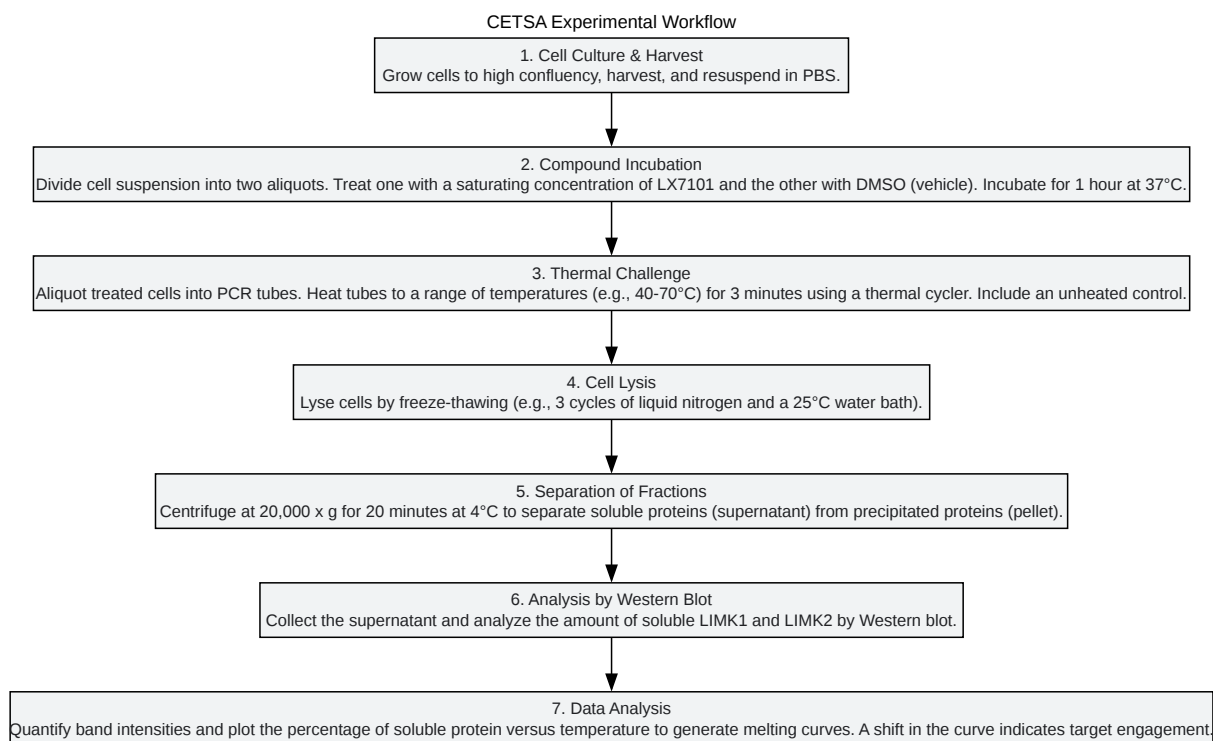 CETSA Experimental Workflow
1. Cell Culture & Harvest
Grow cells to high confluency, harvest, and resuspend in PBS.
2. Compound Incubation
Divide cell suspension into two aliquots. Treat one with a saturating concentration of LX7101 and the other with DMSO (vehicle). Incubate for 1 hour at 37°C.
3. Thermal Challenge
Aliquot treated cells into PCR tubes. Heat tubes to a range of temperatures (e.g., 40-70°C) for 3 minutes using a thermal cycler. Include an unheated control.
4. Cell Lysis
Lyse cells by freeze-thawing (e.g., 3 cycles of liquid nitrogen and a 25°C water bath).
5. Separation of Fractions
Centrifuge at 20,000 x g for 20 minutes at 4°C to separate soluble proteins (supernatant) from precipitated proteins (pellet).
6. Analysis by Western Blot
Collect the supernatant and analyze the amount of soluble LIMK1 and LIMK2 by Western blot.
7. Data Analysis
Quantify band intensities and plot the percentage of soluble protein versus temperature to generate melting curves. A shift in the curve indicates target engagement.